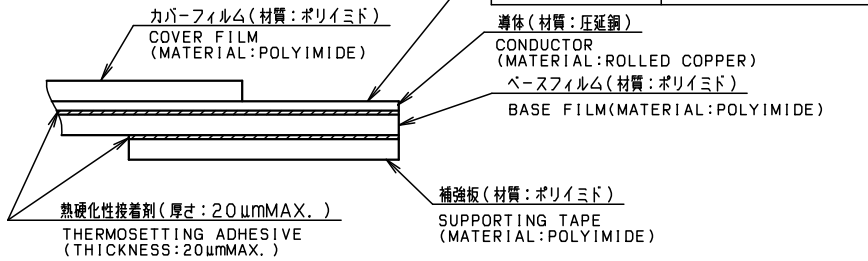 カバーフィルム(材質:ポリイミド)
COVER FILM
(MATERIAL:POLYIMIDE)
導体(材質:圧延銅)
CONDUCTOR
(MATERIAL:ROLLED COPPER)
ベースフィルム(材質:ポリイミド)
BASE FILM(MATERIAL:POLYIMIDE)
熱硬化性接着剤(厚さ:20μmMAX.)
THERMOSETTING ADHESIVE
(THICKNESS:20μmMAX.)
補強板(材質:ポリイミド)
SUPPORTING TAPE
(MATERIAL:POLYIMIDE)